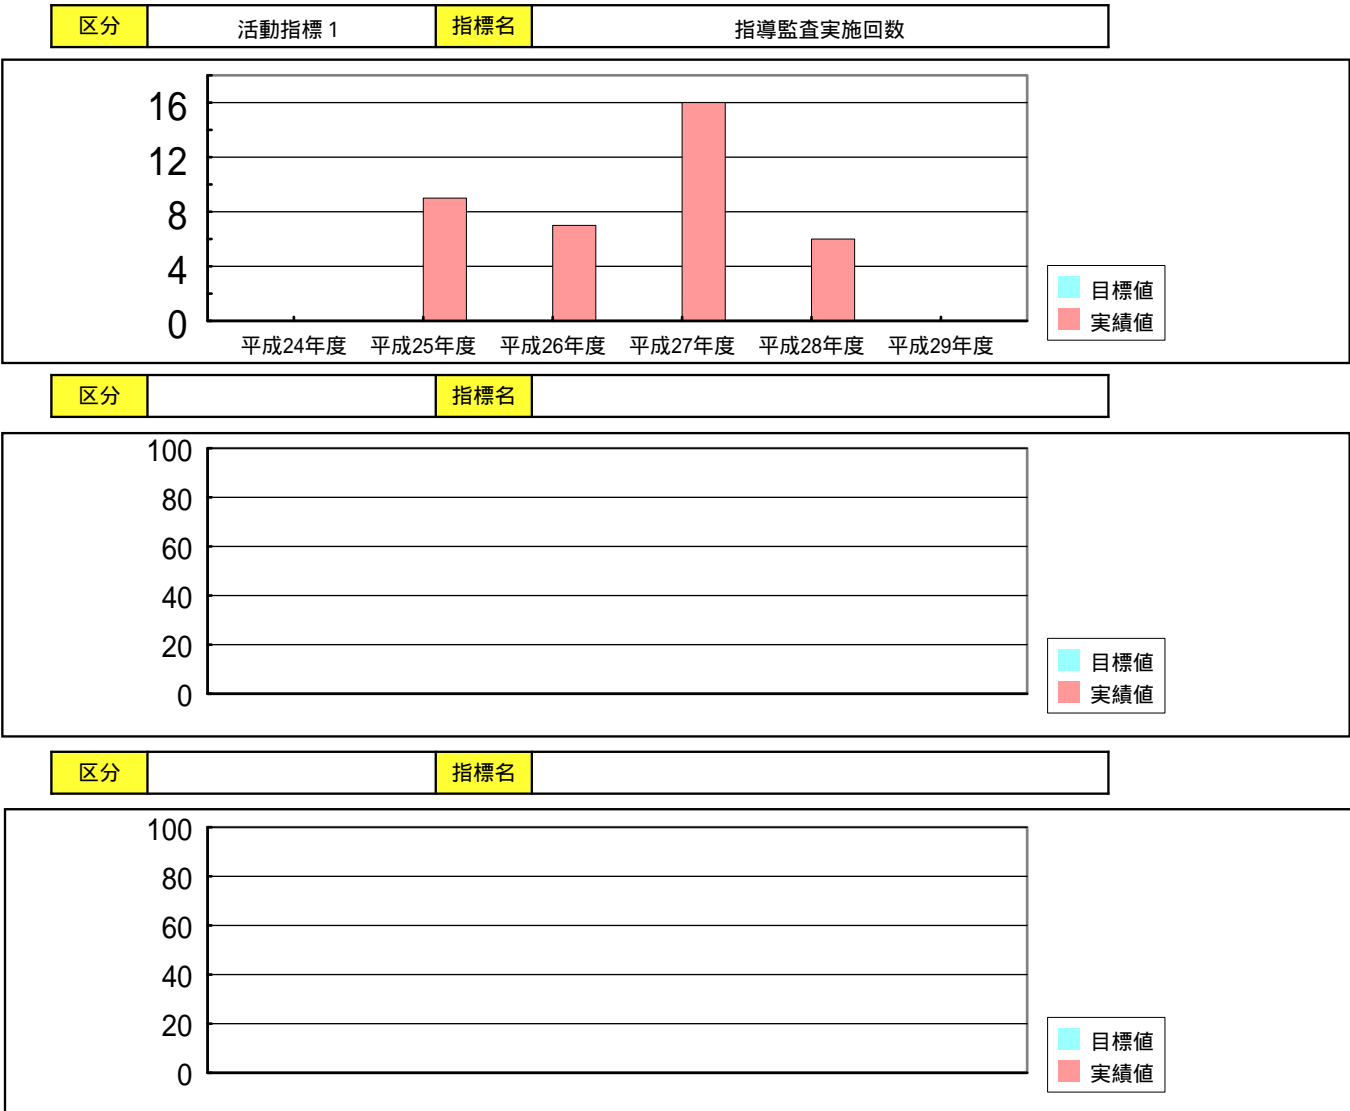 区分 活動指標1 指標名 指導監査実施回数
16
12
8
4
0
平成24年度 平成25年度 平成26年度 平成27年度 平成28年度 平成29年度
目標値
実績値
区分 指標名
100
80
60
40
20
0
目標値
実績値
区分 指標名
100
80
60
40
20
0
目標値
実績値